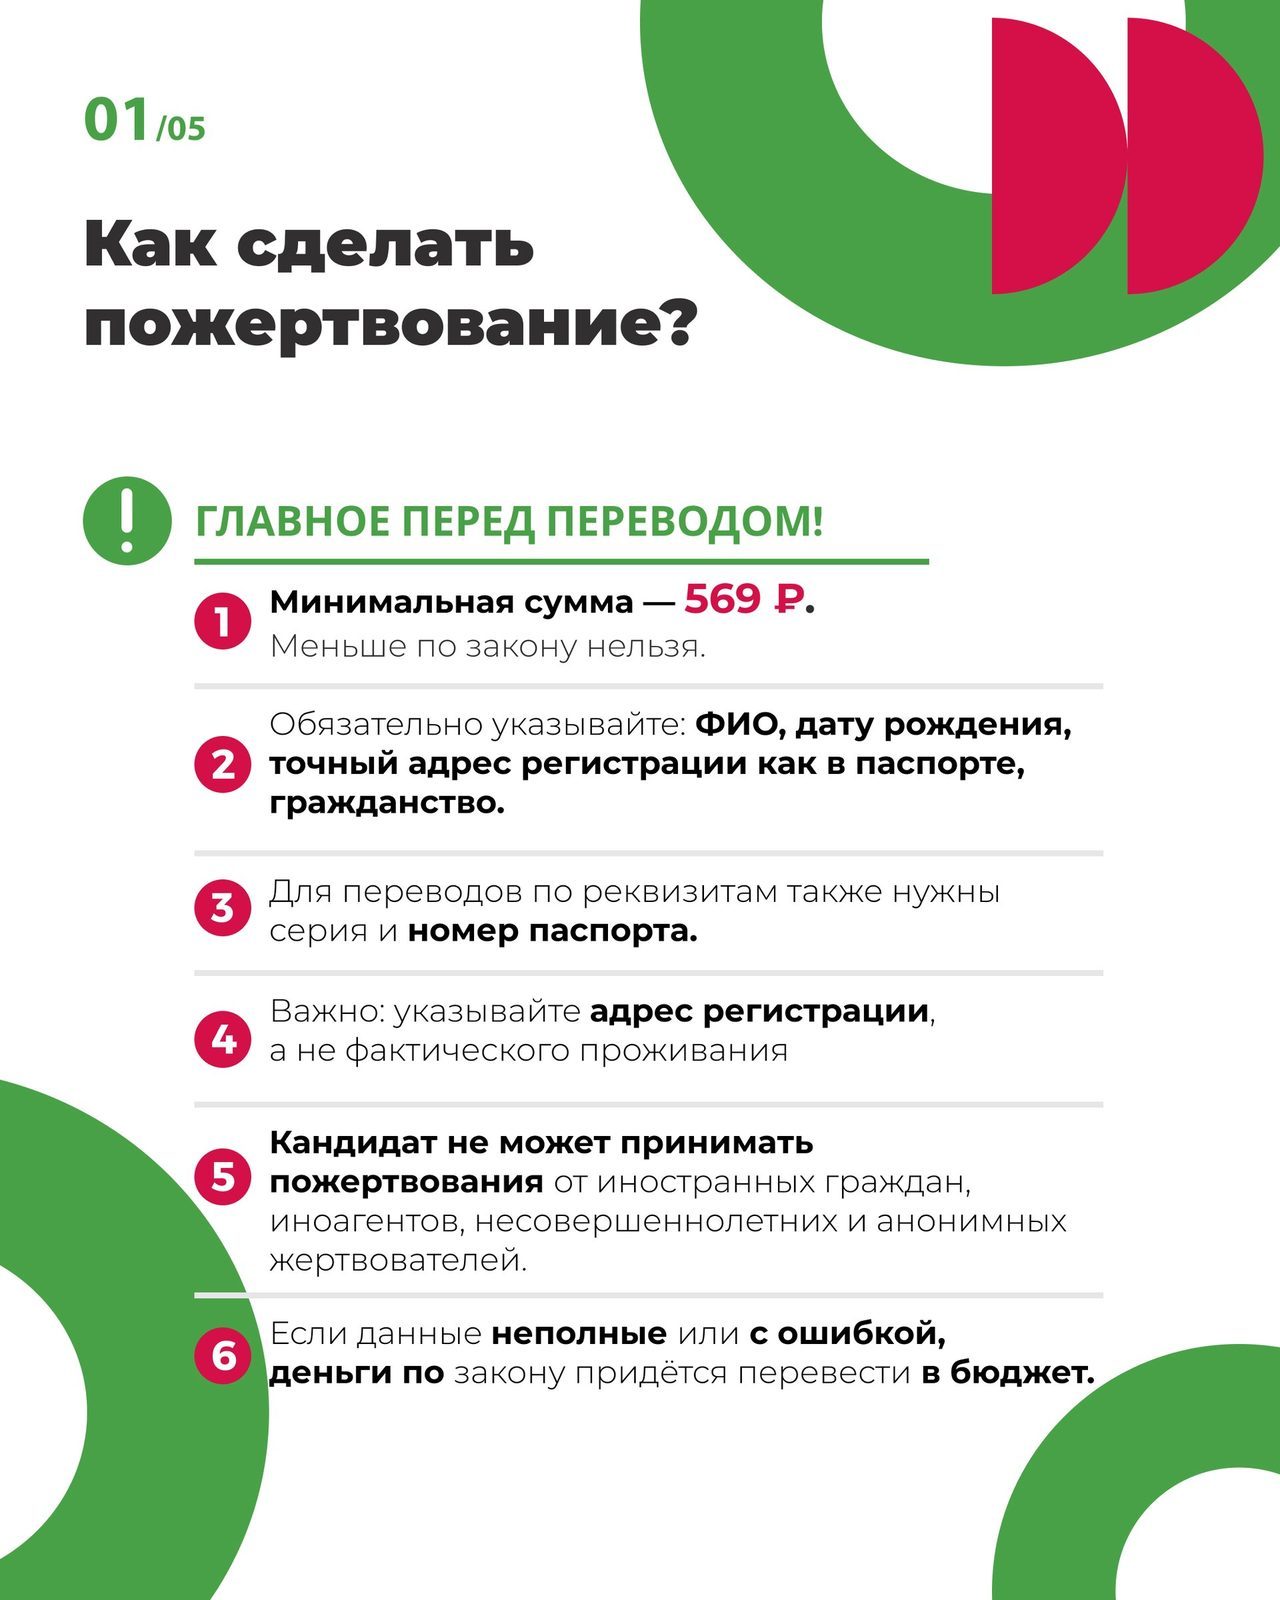 01/05
Как сделать
пожертвование?
ГЛАВНОЕ ПЕРЕД ПЕРЕВОДОМ!
1
Минимальная сумма — 569 ₽.
Меньше по закону нельзя.
2
Обязательно указывайте: ФИО, дату рождения,
точный адрес регистрации как в паспорте,
гражданство.
3
Для переводов по реквизитам также нужны
серия и номер паспорта.
4
Важно: указывайте адрес регистрации,
а не фактического проживания
5
Кандидат не может принимать
пожертвования от иностранных граждан,
иноагентов, несовершеннолетних и анонимных
жертвователей.
6
Если данные неполные или с ошибкой,
деньги по закону придётся перевести в бюджет.